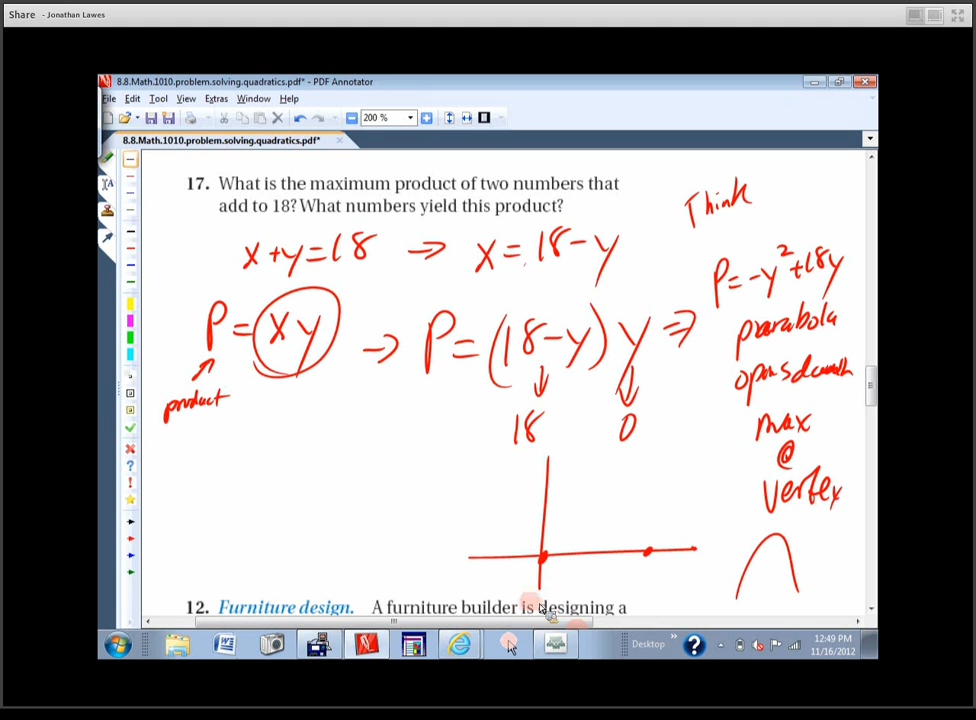 Share - Jonathan Lawes
8.8.Math.1010.problem.solving.quadratics.pdf* - PDF Annotator
File Edit Tool View Extras Window Help
200 %
8.8.Math.1010.problem.solving.quadratics.pdf*
17. What is the maximum product of two numbers that
add to 18? What numbers yield this product?
Think
x+y=18 ⇒ x=18-y
P=-y²+18y
P=xy → P=(18-y)y ⇒
parabola
product
opens down
18 0
max
@
vertex
12. Furniture design. A furniture builder is designing a
Desktop
12:49 PM
11/16/2012